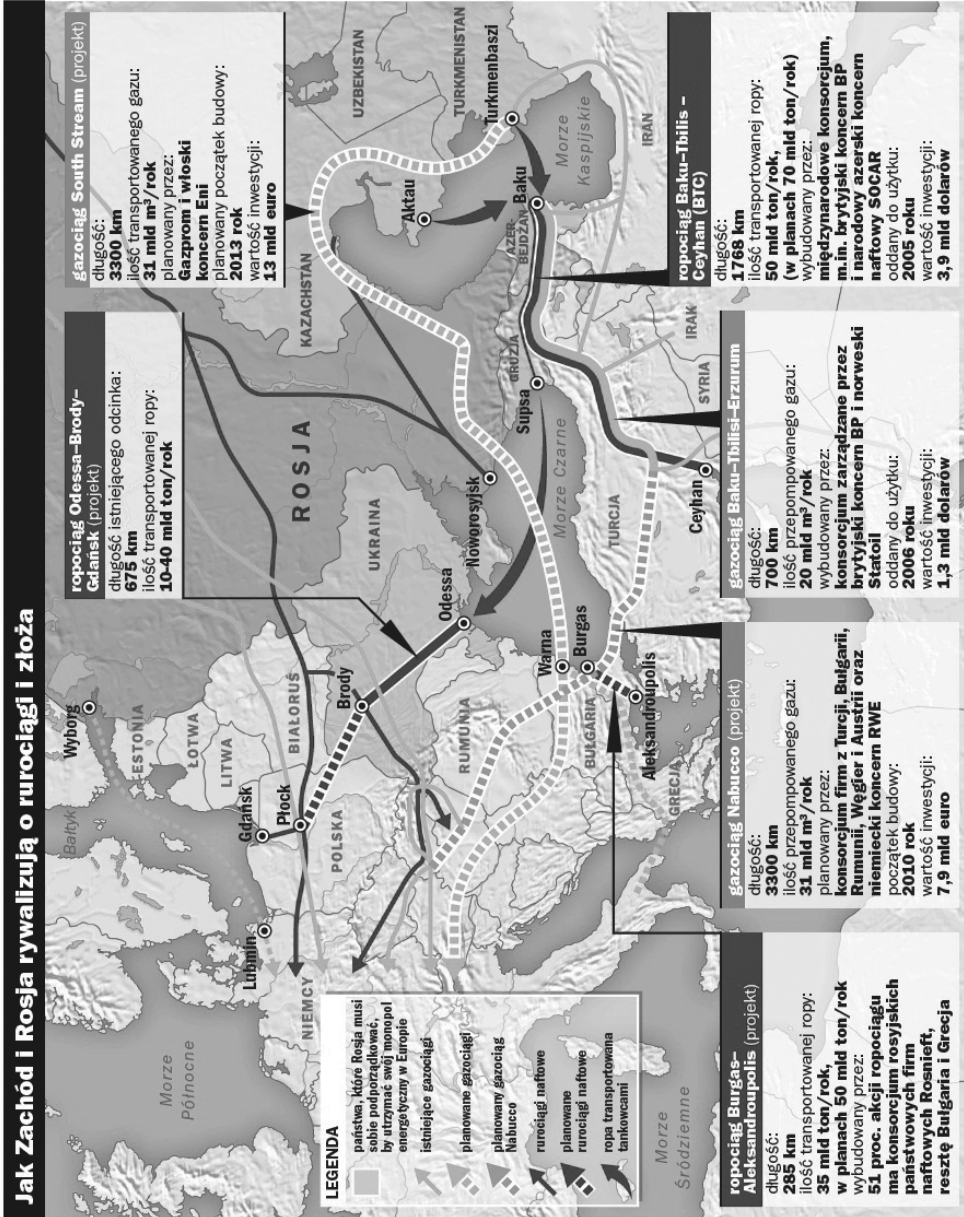 Jak Zachód i Rosja rywalizują o rurociągi i złoża
ropociąg Odessa–Brody–
Gdańsk (projekt)
długość istniejącego odcinka:
675 km
ilość transportowanej ropy:
10-40 mld ton/rok
gazociąg South Stream (projekt)
długość:
3300 km
ilość transportowanego gazu:
31 mld m³/rok
planowany przez:
Gazprom i włoski
koncern Eni
planowany początek budowy:
2013 rok
wartość inwestycji:
13 mld euro
Morze
Północne
Bałtyk
Wyborg
ESTONIA
ŁOTWA
LITWA
BIAŁORUŚ
Gdańsk
Płock
POLSKA
Lubmin
NIEMCY
Brody
UKRAINA
Odessa
ROSJA
KAZACHSTAN
UZBEKISTAN
TURKMENISTAN
Turkmenbaszi
Aktau
Morze
Kaspijskie
Baku
AZER-
BEJDŻAN
GRUZJA
Supsa
Noworosyjsk
Morze Czarne
RUMUNIA
Warna
Burgas
BUŁGARIA
Aleksandroupolis
GRECJA
TURCJA
Ceyhan
SYRIA
IRAK
IRAN
Morze
Śródziemne
LEGENDA
państwa, które Rosja musi
sobie podporządkować,
by utrzymać swój monopol
energetyczny w Europie
istniejące gazociągi
planowane gazociągi
planowany gazociąg
Nabucco
rurociągi naftowe
planowane
rurociągi naftowe
ropa transportowana
tankowcami
ropociąg Burgas–
Aleksandroupolis (projekt)
długość:
285 km
ilość transportowanej ropy:
35 mld ton/rok,
w planach 50 mld ton/rok
wybudowany przez:
51 proc. akcji ropociągu
ma konsorcjum rosyjskich
państwowych firm
naftowych Rosnieft,
resztę Bułgaria i Grecja
gazociąg Nabucco (projekt)
długość:
3300 km
ilość przepompowanego gazu:
31 mld m³/rok
planowany przez:
konsorcjum firm z Turcji, Bułgarii,
Rumunii, Węgier i Austrii oraz
niemiecki koncern RWE
początek budowy:
2010 rok
wartość inwestycji:
7,9 mld euro
gazociąg Baku–Tbilisi–Erzurum
długość:
700 km
ilość przepompowanego gazu:
20 mld m³/rok
wybudowany przez:
konsorcjum zarządzane przez
brytyjski koncern BP i norweski
Statoil
oddany do użytku:
2006 roku
wartość inwestycji:
1,3 mld dolarów
ropociąg Baku–Tbilis –
Ceyhan (BTC)
długość:
1768 km
ilość transportowanej ropy:
50 mld ton/rok,
(w planach 70 mld ton/rok)
wybudowany przez:
międzynarodowe konsorcjum,
m.in. brytyjski koncern BP
i narodowy azerski koncern
naftowy SOCAR
oddany do użytku:
2005 roku
wartość inwestycji:
3,9 mld dolarów